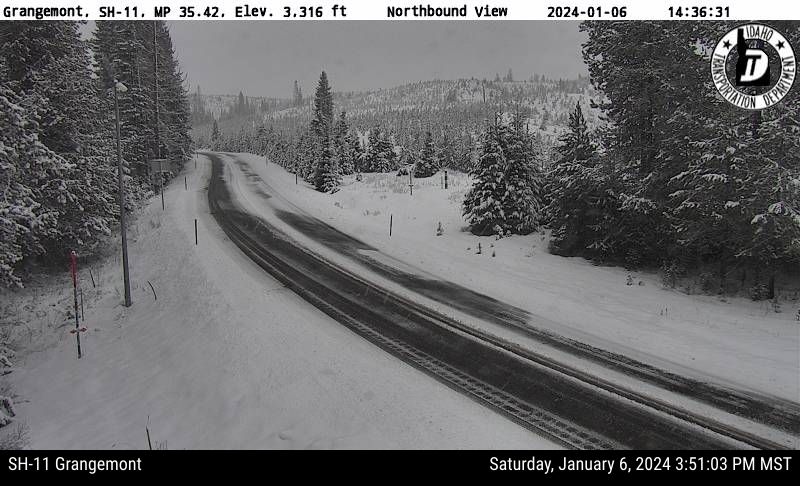 Grangemont, SH-11, MP 35.42, Elev. 3,316 ft Northbound View 2024-01-06 14:36:31
IDAHO
TRANSPORTATION DEPARTMENT
SH-11 Grangemont Saturday, January 6, 2024 3:51:03 PM MST